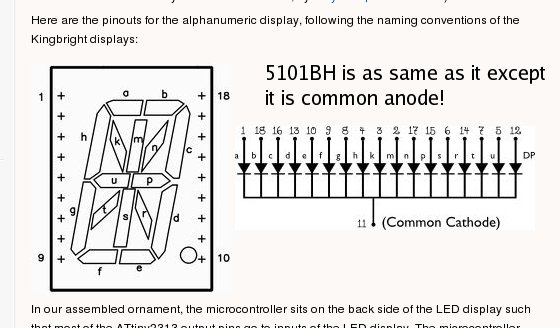 Here are the pinouts for the alphanumeric display, following the naming conventions of the
Kingbright displays:
5101BH is as same as it except
it is common anode!
1 18
9 10
a b
h k m n c
u p
g t s r d
f e
1 18 16 13 10 9 8 4 3 2 17 15 6 14 7 5 12
a b c d e f g h k m n p s r t u DP
11 (Common Cathode)
In our assembled ornament, the microcontroller sits on the back side of the LED display such
that most of the ATtiny2313 output pins go to inputs of the LED display. The microcontroller